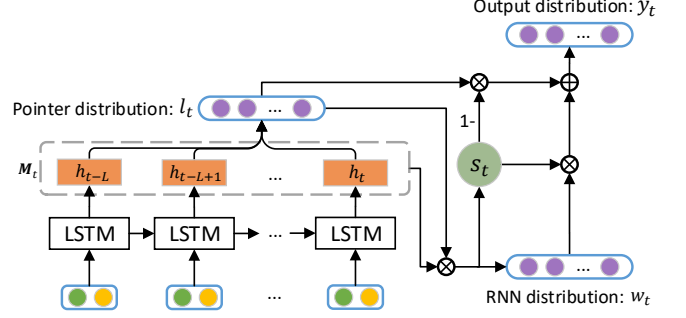 Output distribution: y_t
...
Pointer distribution: l_t
...
1-
M_t
h_{t-L}
h_{t-L+1}
...
h_t
S_t
LSTM
LSTM
...
LSTM
...
...
RNN distribution: w_t